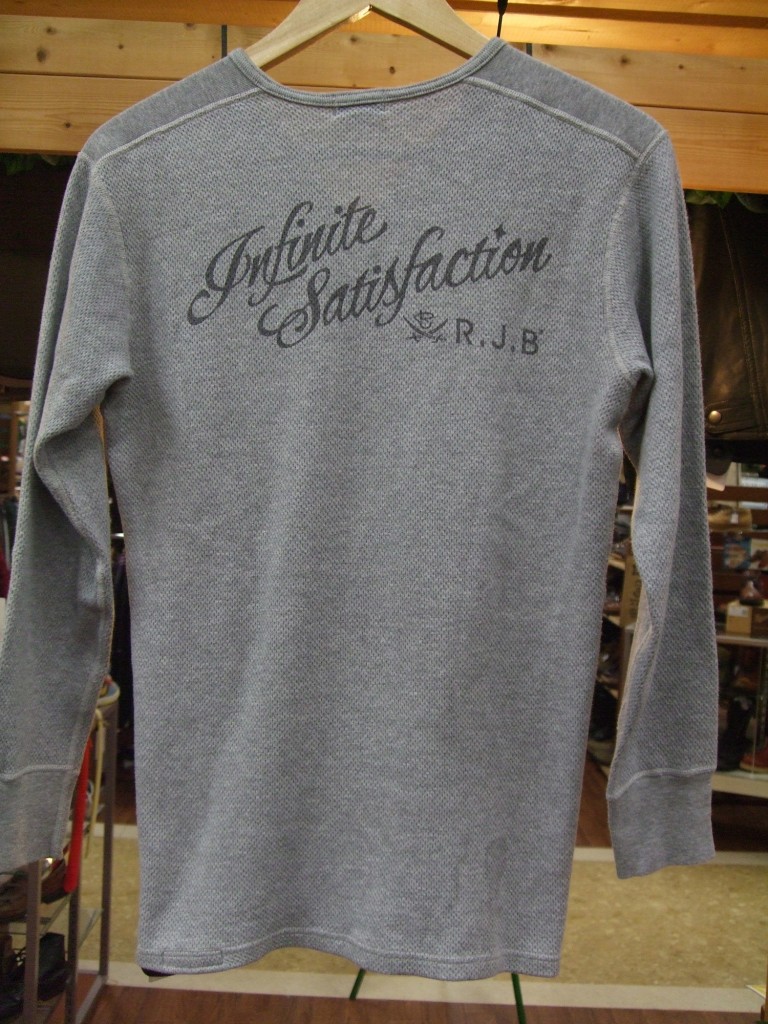 Infinite
Satisfaction
R.J.B